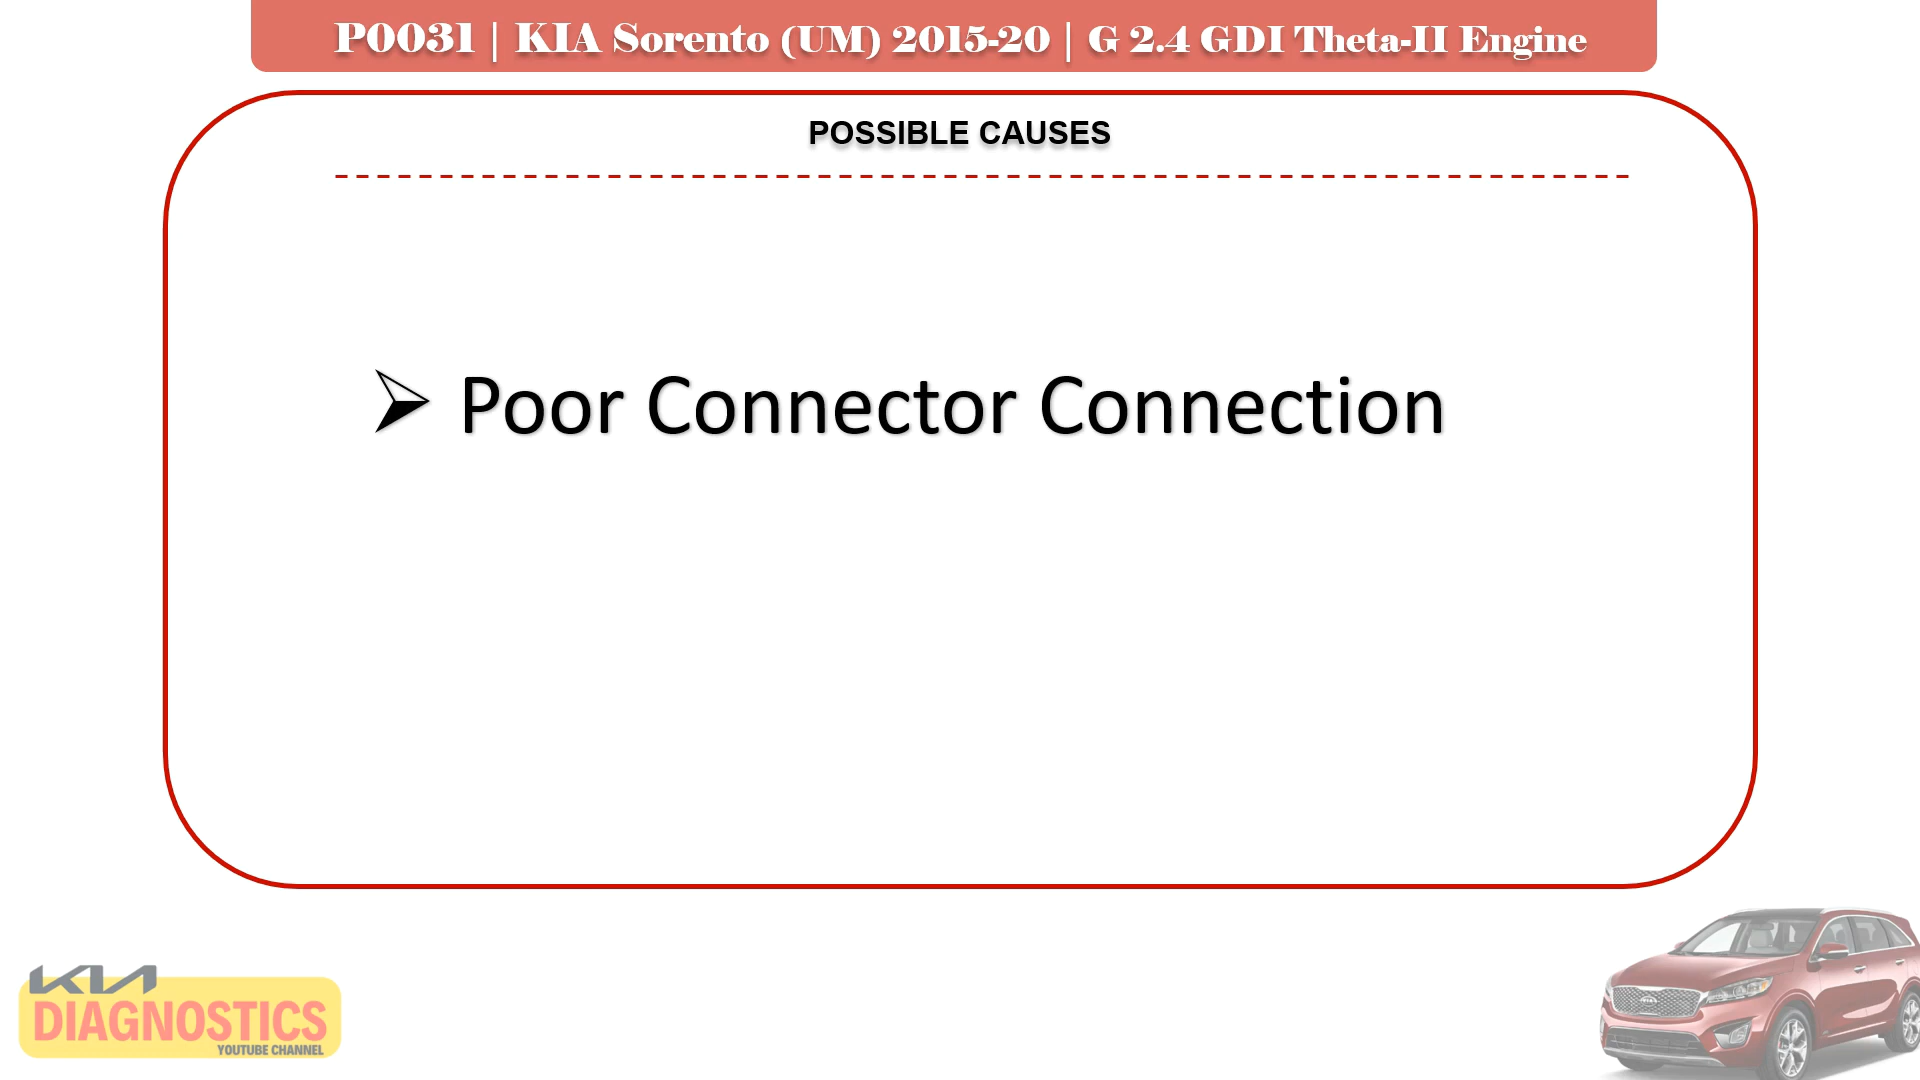 P0031 | KIA Sorento (UM) 2015-20 | G 2.4 GDI Theta-II Engine
POSSIBLE CAUSES
➢ Poor Connector Connection
KIA
DIAGNOSTICS
YOUTUBE CHANNEL